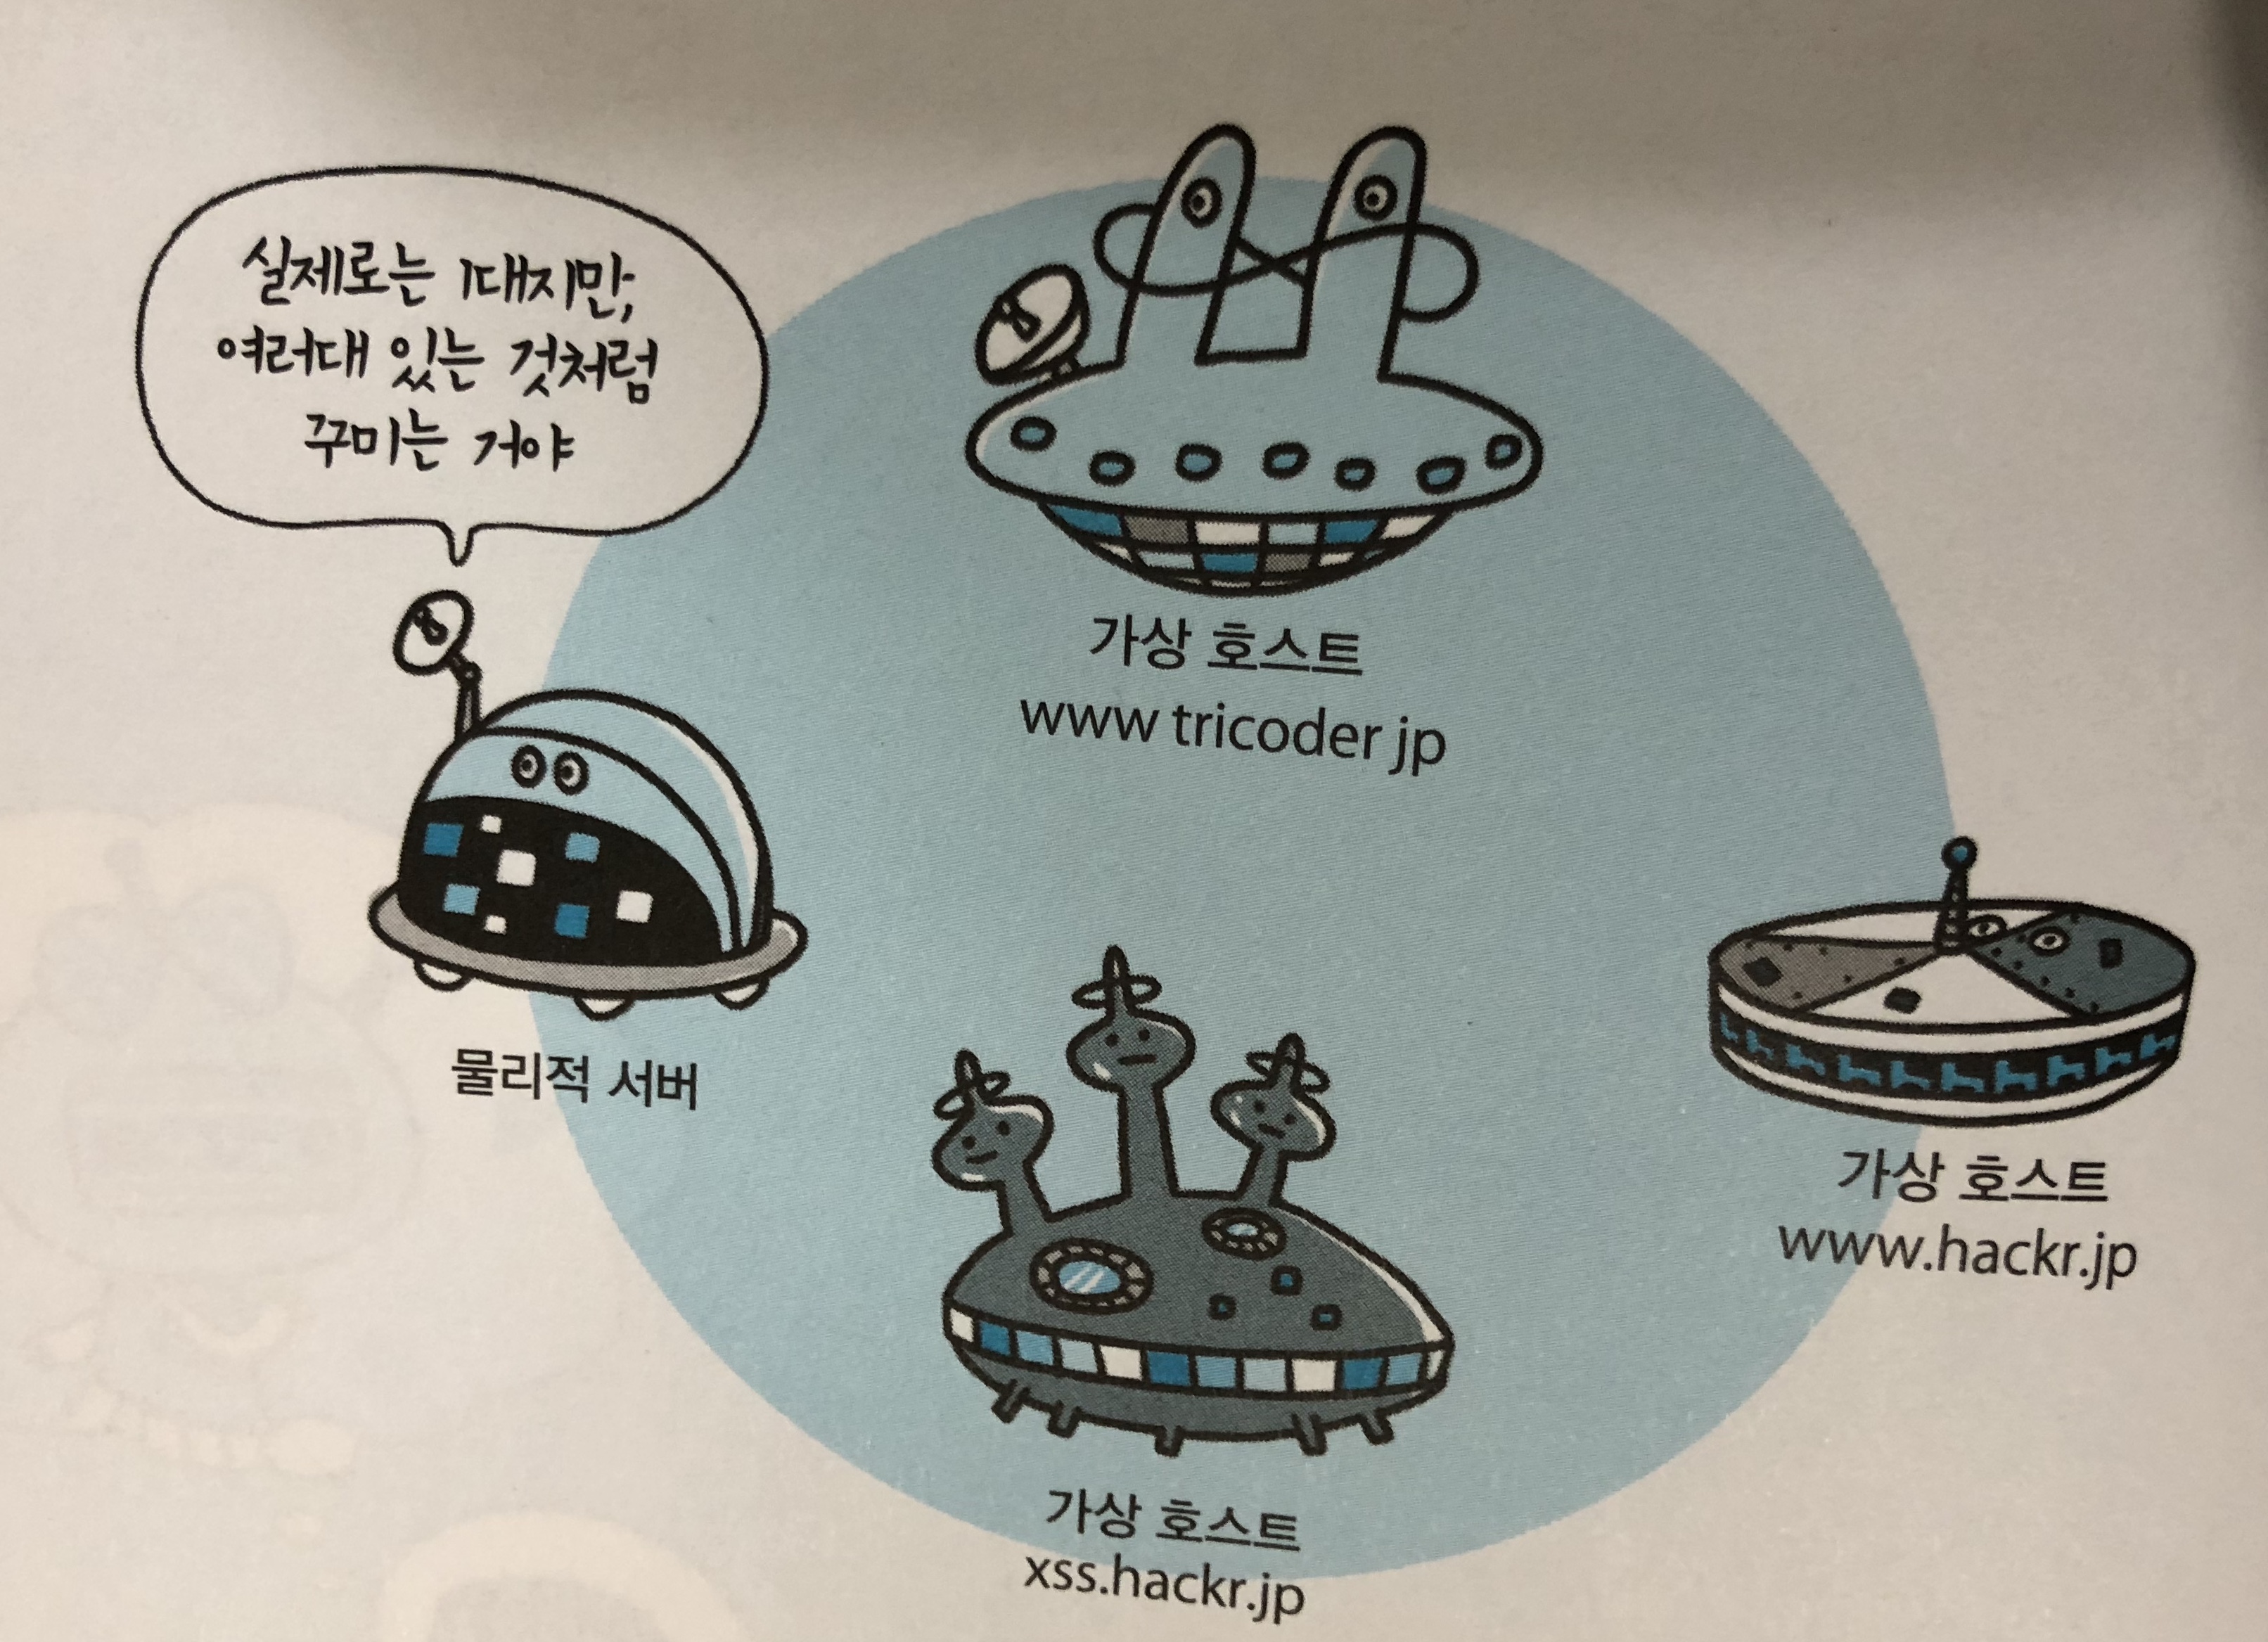 실제로는 1대지만,
여러대 있는 것처럼
꾸미는 거야
가상 호스트
www tricoder jp
물리적 서버
가상 호스트
www.hackr.jp
가상 호스트
xss.hackr.jp